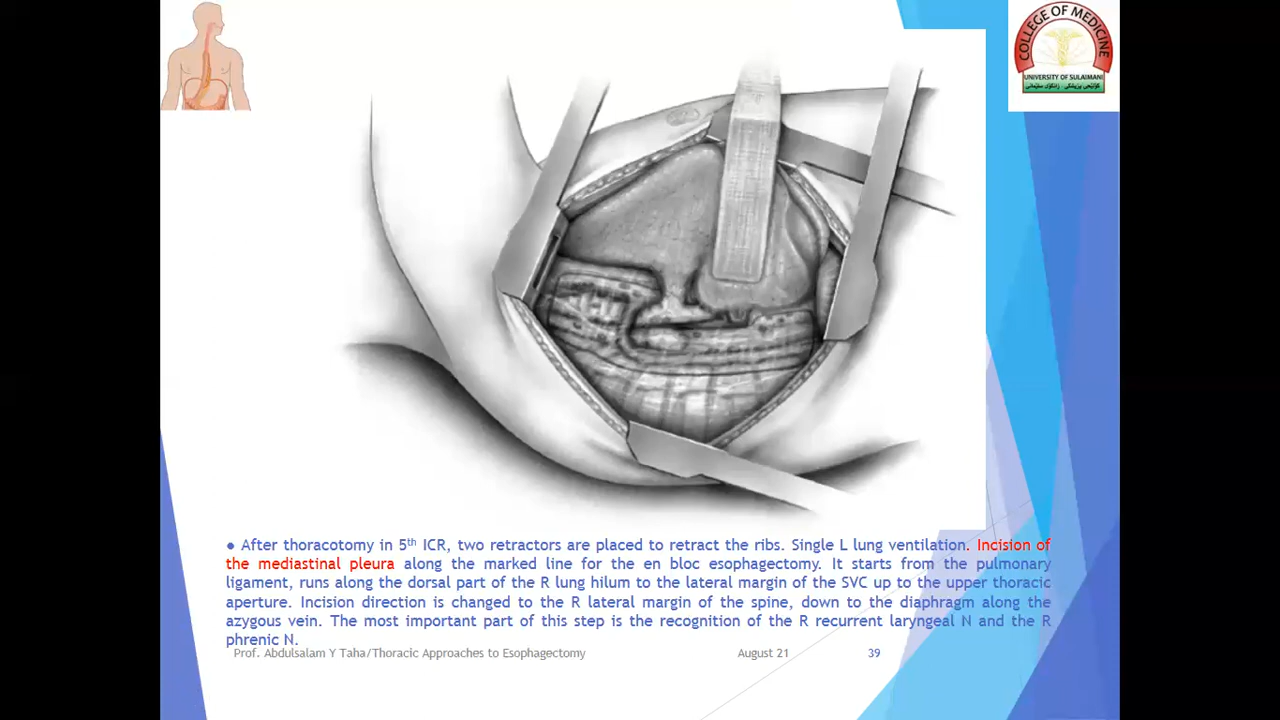 COLLEGE OF MEDICINE
UNIVERSITY OF SULAIMANI
● After thoracotomy in 5th ICR, two retractors are placed to retract the ribs. Single L lung ventilation. Incision of
the mediastinal pleura along the marked line for the en bloc esophagectomy. It starts from the pulmonary
ligament, runs along the dorsal part of the R lung hilum to the lateral margin of the SVC up to the upper thoracic
aperture. Incision direction is changed to the R lateral margin of the spine, down to the diaphragm along the
azygous vein. The most important part of this step is the recognition of the R recurrent laryngeal N and the R
phrenic N.
Prof. Abdulsalam Y Taha/Thoracic Approaches to Esophagectomy August 21 39